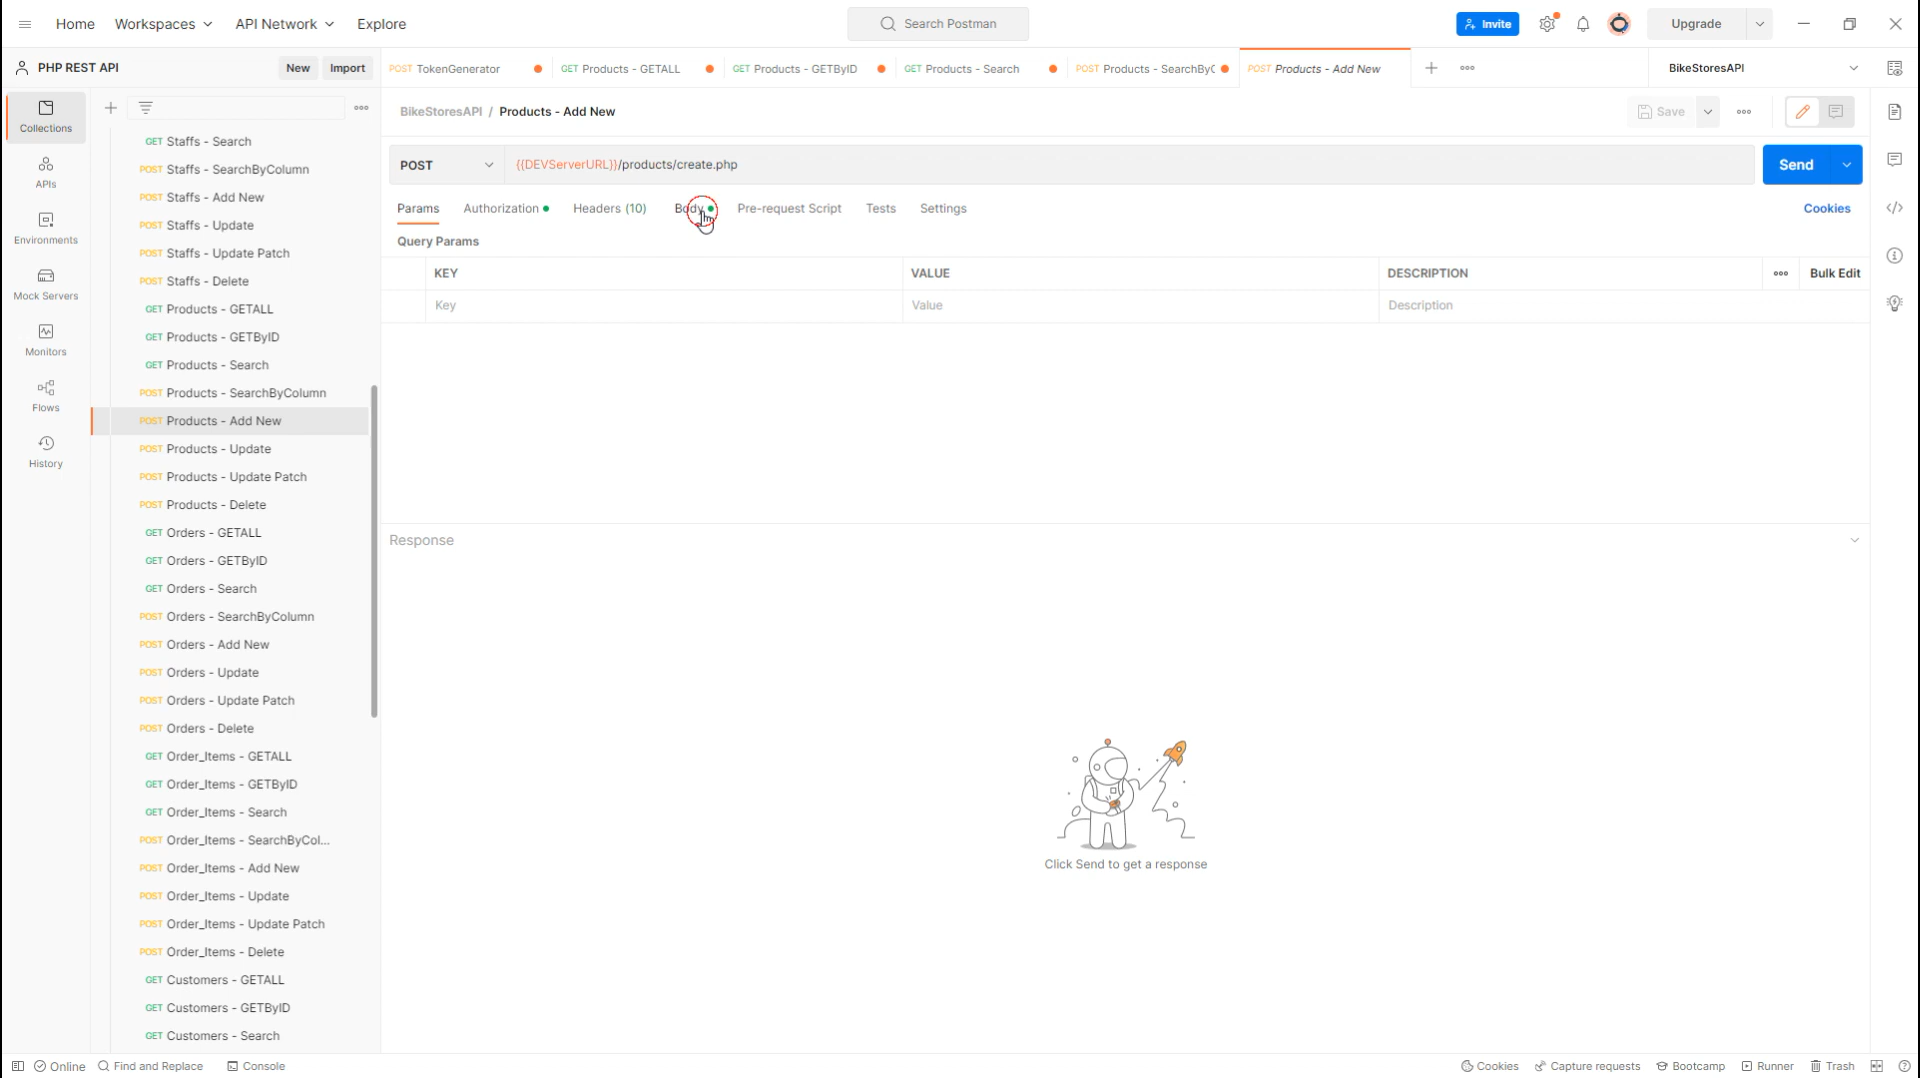 Home Workspaces API Network Explore
Search Postman
Invite
Upgrade
PHP REST API
New Import
POST TokenGenerator
GET Products - GETALL
GET Products - GETByID
GET Products - Search
POST Products - SearchByC
POST Products - Add New
BikeStoresAPI
Collections
APIs
Environments
Mock Servers
Monitors
Flows
History
GET Staffs - Search
POST Staffs - SearchByColumn
POST Staffs - Add New
POST Staffs - Update
POST Staffs - Update Patch
POST Staffs - Delete
GET Products - GETALL
GET Products - GETByID
GET Products - Search
POST Products - SearchByColumn
POST Products - Add New
POST Products - Update
POST Products - Update Patch
POST Products - Delete
GET Orders - GETALL
GET Orders - GETByID
GET Orders - Search
POST Orders - SearchByColumn
POST Orders - Add New
POST Orders - Update
POST Orders - Update Patch
POST Orders - Delete
GET Order_Items - GETALL
GET Order_Items - GETByID
GET Order_Items - Search
POST Order_Items - SearchByCol...
POST Order_Items - Add New
POST Order_Items - Update
POST Order_Items - Update Patch
POST Order_Items - Delete
GET Customers - GETALL
GET Customers - GETByID
GET Customers - Search
BikeStoresAPI / Products - Add New
Save
POST {{DEVServerURL}}/products/create.php
Send
Params Authorization Headers (10) Body Pre-request Script Tests Settings
Cookies
Query Params
KEY VALUE DESCRIPTION
Bulk Edit
Key Value Description
Response
Click Send to get a response
Online Find and Replace Console
Cookies Capture requests Bootcamp Runner Trash